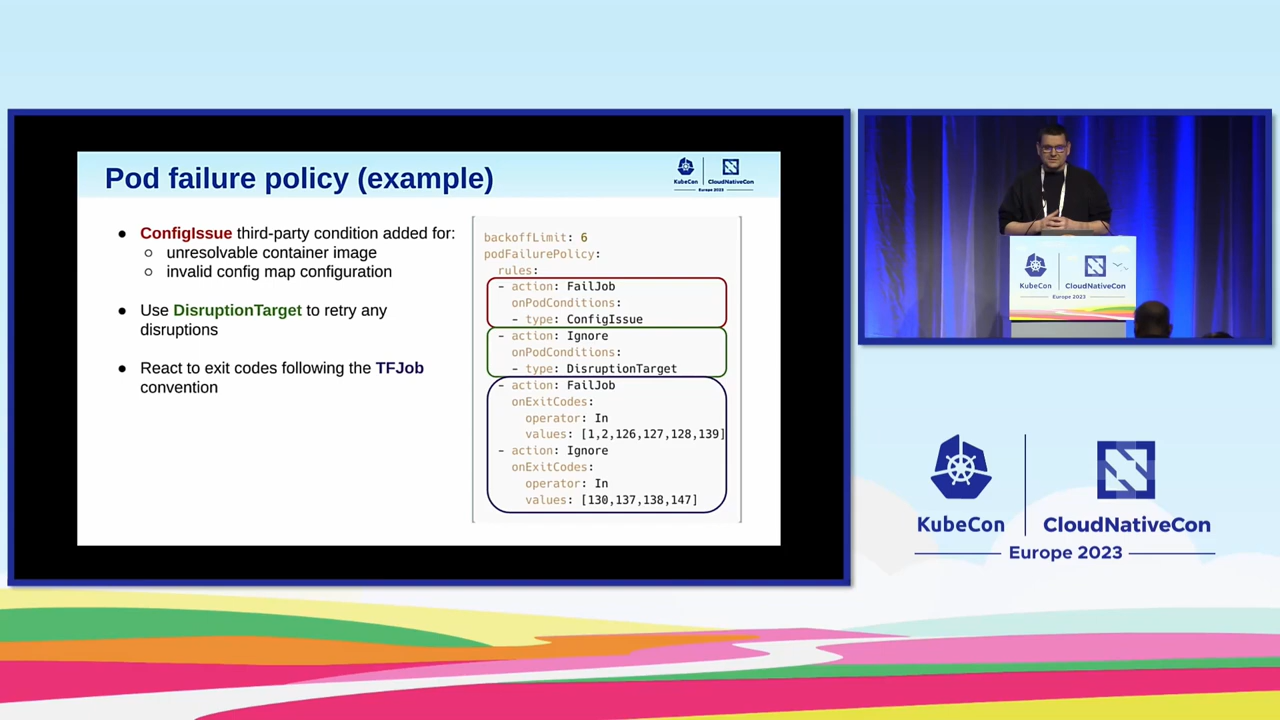 Pod failure policy (example)
KubeCon
CloudNativeCon
Europe 2023
● ConfigIssue third-party condition added for:
○ unresolvable container image
○ invalid config map configuration
● Use DisruptionTarget to retry any
disruptions
● React to exit codes following the TFJob
convention
backoffLimit: 6
podFailurePolicy:
rules:
- action: FailJob
onPodConditions:
- type: ConfigIssue
- action: Ignore
onPodConditions:
- type: DisruptionTarget
- action: FailJob
onExitCodes:
operator: In
values: [1,2,126,127,128,139]
- action: Ignore
onExitCodes:
operator: In
values: [130,137,138,147]
KubeCon
CloudNativeCon
Europe 2023
KubeCon
CloudNativeCon
Europe 2023